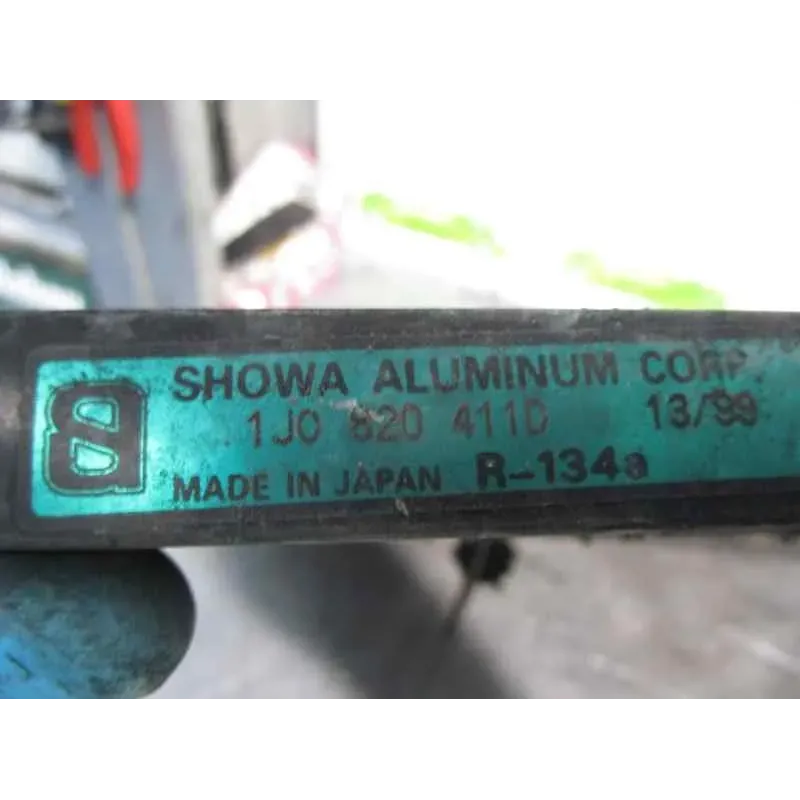 SHOWA ALUMINUM CORP
1J0 820 411D 13/99
MADE IN JAPAN R-134a